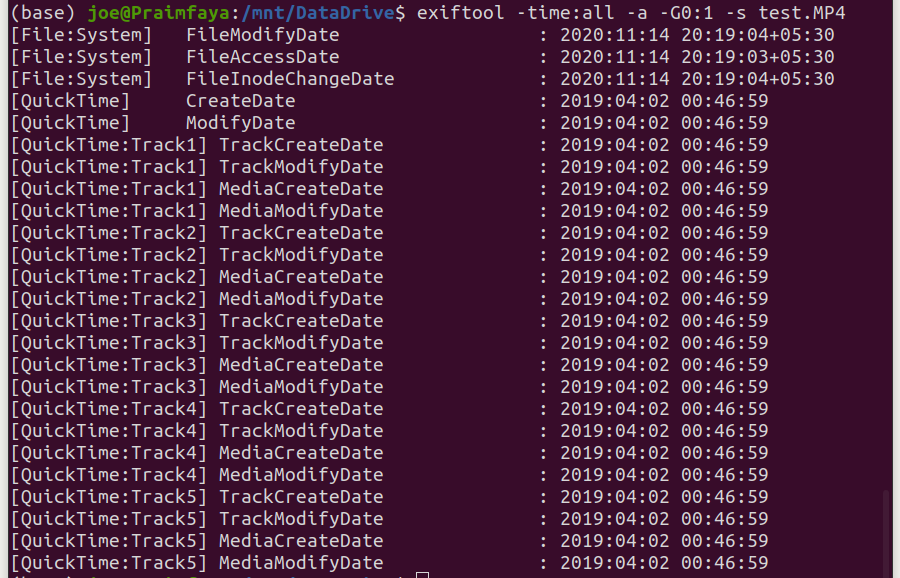 (base) joe@Praimfaya:/mnt/DataDrive$ exiftool -time:all -a -G0:1 -s test.MP4
[File:System]   FileModifyDate                  : 2020:11:14 20:19:04+05:30
[File:System]   FileAccessDate                  : 2020:11:14 20:19:03+05:30
[File:System]   FileInodeChangeDate             : 2020:11:14 20:19:04+05:30
[QuickTime]     CreateDate                      : 2019:04:02 00:46:59
[QuickTime]     ModifyDate                      : 2019:04:02 00:46:59
[QuickTime:Track1] TrackCreateDate              : 2019:04:02 00:46:59
[QuickTime:Track1] TrackModifyDate              : 2019:04:02 00:46:59
[QuickTime:Track1] MediaCreateDate              : 2019:04:02 00:46:59
[QuickTime:Track1] MediaModifyDate              : 2019:04:02 00:46:59
[QuickTime:Track2] TrackCreateDate              : 2019:04:02 00:46:59
[QuickTime:Track2] TrackModifyDate              : 2019:04:02 00:46:59
[QuickTime:Track2] MediaCreateDate              : 2019:04:02 00:46:59
[QuickTime:Track2] MediaModifyDate              : 2019:04:02 00:46:59
[QuickTime:Track3] TrackCreateDate              : 2019:04:02 00:46:59
[QuickTime:Track3] TrackModifyDate              : 2019:04:02 00:46:59
[QuickTime:Track3] MediaCreateDate              : 2019:04:02 00:46:59
[QuickTime:Track3] MediaModifyDate              : 2019:04:02 00:46:59
[QuickTime:Track4] TrackCreateDate              : 2019:04:02 00:46:59
[QuickTime:Track4] TrackModifyDate              : 2019:04:02 00:46:59
[QuickTime:Track4] MediaCreateDate              : 2019:04:02 00:46:59
[QuickTime:Track4] MediaModifyDate              : 2019:04:02 00:46:59
[QuickTime:Track5] TrackCreateDate              : 2019:04:02 00:46:59
[QuickTime:Track5] TrackModifyDate              : 2019:04:02 00:46:59
[QuickTime:Track5] MediaCreateDate              : 2019:04:02 00:46:59
[QuickTime:Track5] MediaModifyDate              : 2019:04:02 00:46:59